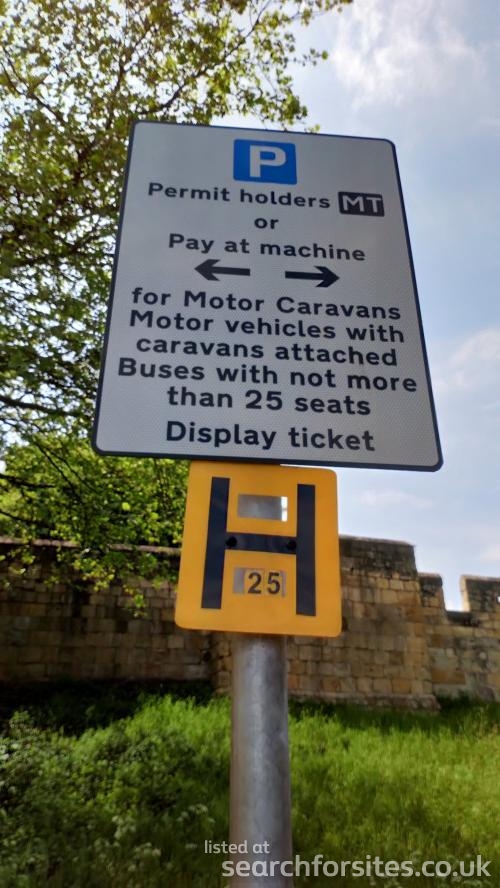 P
Permit holders MT
or
Pay at machine
for Motor Caravans
Motor vehicles with
caravans attached
Buses with not more
than 25 seats
Display ticket
H
25
listed at
searchforsites.co.uk